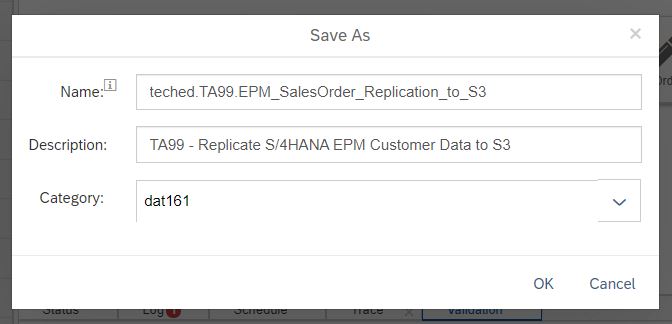 Save As
×
Name: i
teched.TA99.EPM_SalesOrder_Replication_to_S3
Description:
TA99 - Replicate S/4HANA EPM Customer Data to S3
Category:
dat161
OK
Cancel
Status
Log 1
Schedule
Trace
Validation